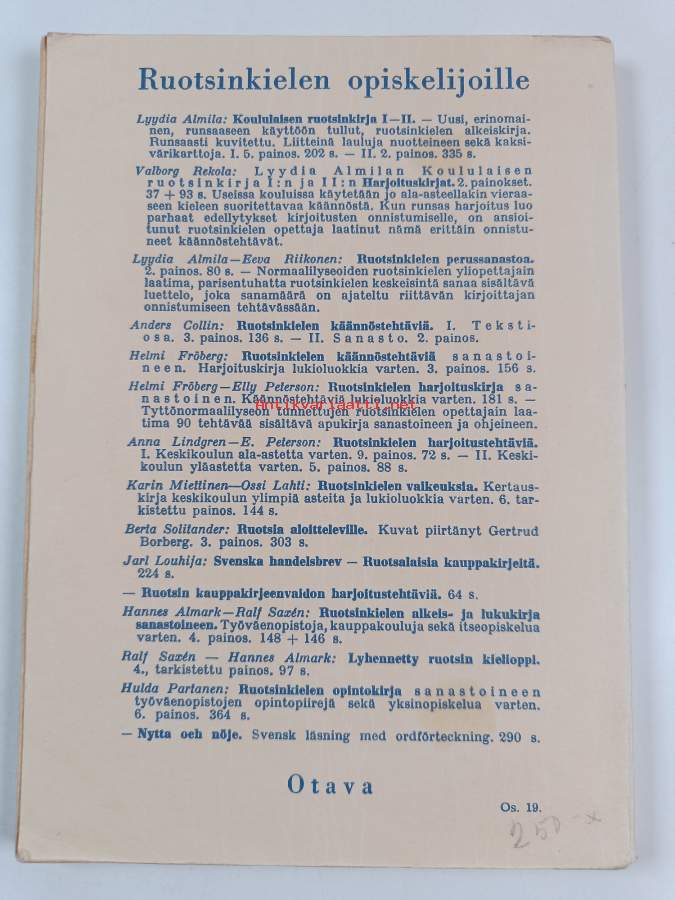 Ruotsinkielen opiskelijoille
Lyydia Almila: Koululaisen ruotsinkirja I—II. — Uusi, erinomai-
nen, runsaaseen käyttöön tullut, ruotsinkielen alkeiskirja.
Runsaasti kuvitettu. Liitteinä lauluja nuotteineen sekä kaksi-
värikarttoja. I. 5. painos. 202 s. — II. 2. painos. 335 s.
Valborg Rekola: Lyydia Almilan Koululaisen
ruotsinkirja I:n ja II:n Harjoituskirjat. 2. painokset.
37 + 93 s. Useissa kouluissa käytetään jo ala-asteellakin vieraa-
seen kieleen suoritettavaa käännöstä. Kun runsas harjoitus luo
parhaat edellytykset kirjoitusten onnistumiselle, on ansioi-
tunut ruotsinkielen opettaja laatinut nämä erittäin onnistu-
neet käännöstehtävät.
Lyydia Almila—Eeva Riikonen: Ruotsinkielen perussanastoa.
2. painos. 80 s. — Normaalilyseoiden ruotsinkielen yliopettajain
laatima, parisentuhatta ruotsinkielen keskeisintä sanaa sisältävä
luettelo, joka sanamäärä on ajateltu riittävän kirjoittajan
onnistumiseen tehtävässään.
Anders Collin: Ruotsinkielen käännöstehtäviä. I. Teksti-
osa. 3. painos. 136 s. — II. Sanasto. 2. painos.
Helmi Fröberg: Ruotsinkielen käännöstehtäviä sanastoi-
neen. Harjoituskirja lukioluokkia varten. 3. painos. 156 s.
Helmi Fröberg—Elly Peterson: Ruotsinkielen harjoituskirja sa-
nastoinen. Käännöstehtäviä lukioluokkia varten. 181 s. —
Antikvariaatti.net
Tyttönormaalilyseon tunnettujen ruotsinkielen opettajain laa-
tima 90 tehtävää sisältävä apukirja sanastoineen ja ohjeineen.
Anna Lindgren—E. Peterson: Ruotsinkielen harjoitustehtäviä.
I. Keskikoulun ala-astetta varten. 9. painos. 72 s. — II. Keski-
koulun yläastetta varten. 5. painos. 88 s.
Karin Miettinen—Ossi Lahti: Ruotsinkielen vaikeuksia. Kertaus-
kirja keskikoulun ylimpiä asteita ja lukioluokkia varten. 6. tar-
kistettu painos. 144 s.
Berta Solitander: Ruotsia aloitteleville. Kuvat piirtänyt Gertrud
Borberg. 3. painos. 303 s.
Jarl Louhija: Svenska handelsbrev — Ruotsalaisia kauppakirjeitä.
224 s.
— Ruotsin kauppakirjeenvaihdon harjoitustehtäviä. 64 s.
Hannes Almark—Ralf Saxén: Ruotsinkielen alkeis- ja lukukirja
sanastoineen. Työväenopistoja, kauppakouluja sekä itseopiskelua
varten. 4. painos. 148 + 146 s.
Ralf Saxén — Hannes Almark: Lyhennetty ruotsin kielioppi.
4., tarkistettu painos. 97 s.
Hulda Partanen: Ruotsinkielen opintokirja sanastoineen
työväenopistojen opintopiirejä sekä yksinopiskelua varten.
6. painos. 364 s.
— Nytta och nöje. Svensk läsning med ordförteckning. 290 s.
Otava
Os. 19.
250 -x